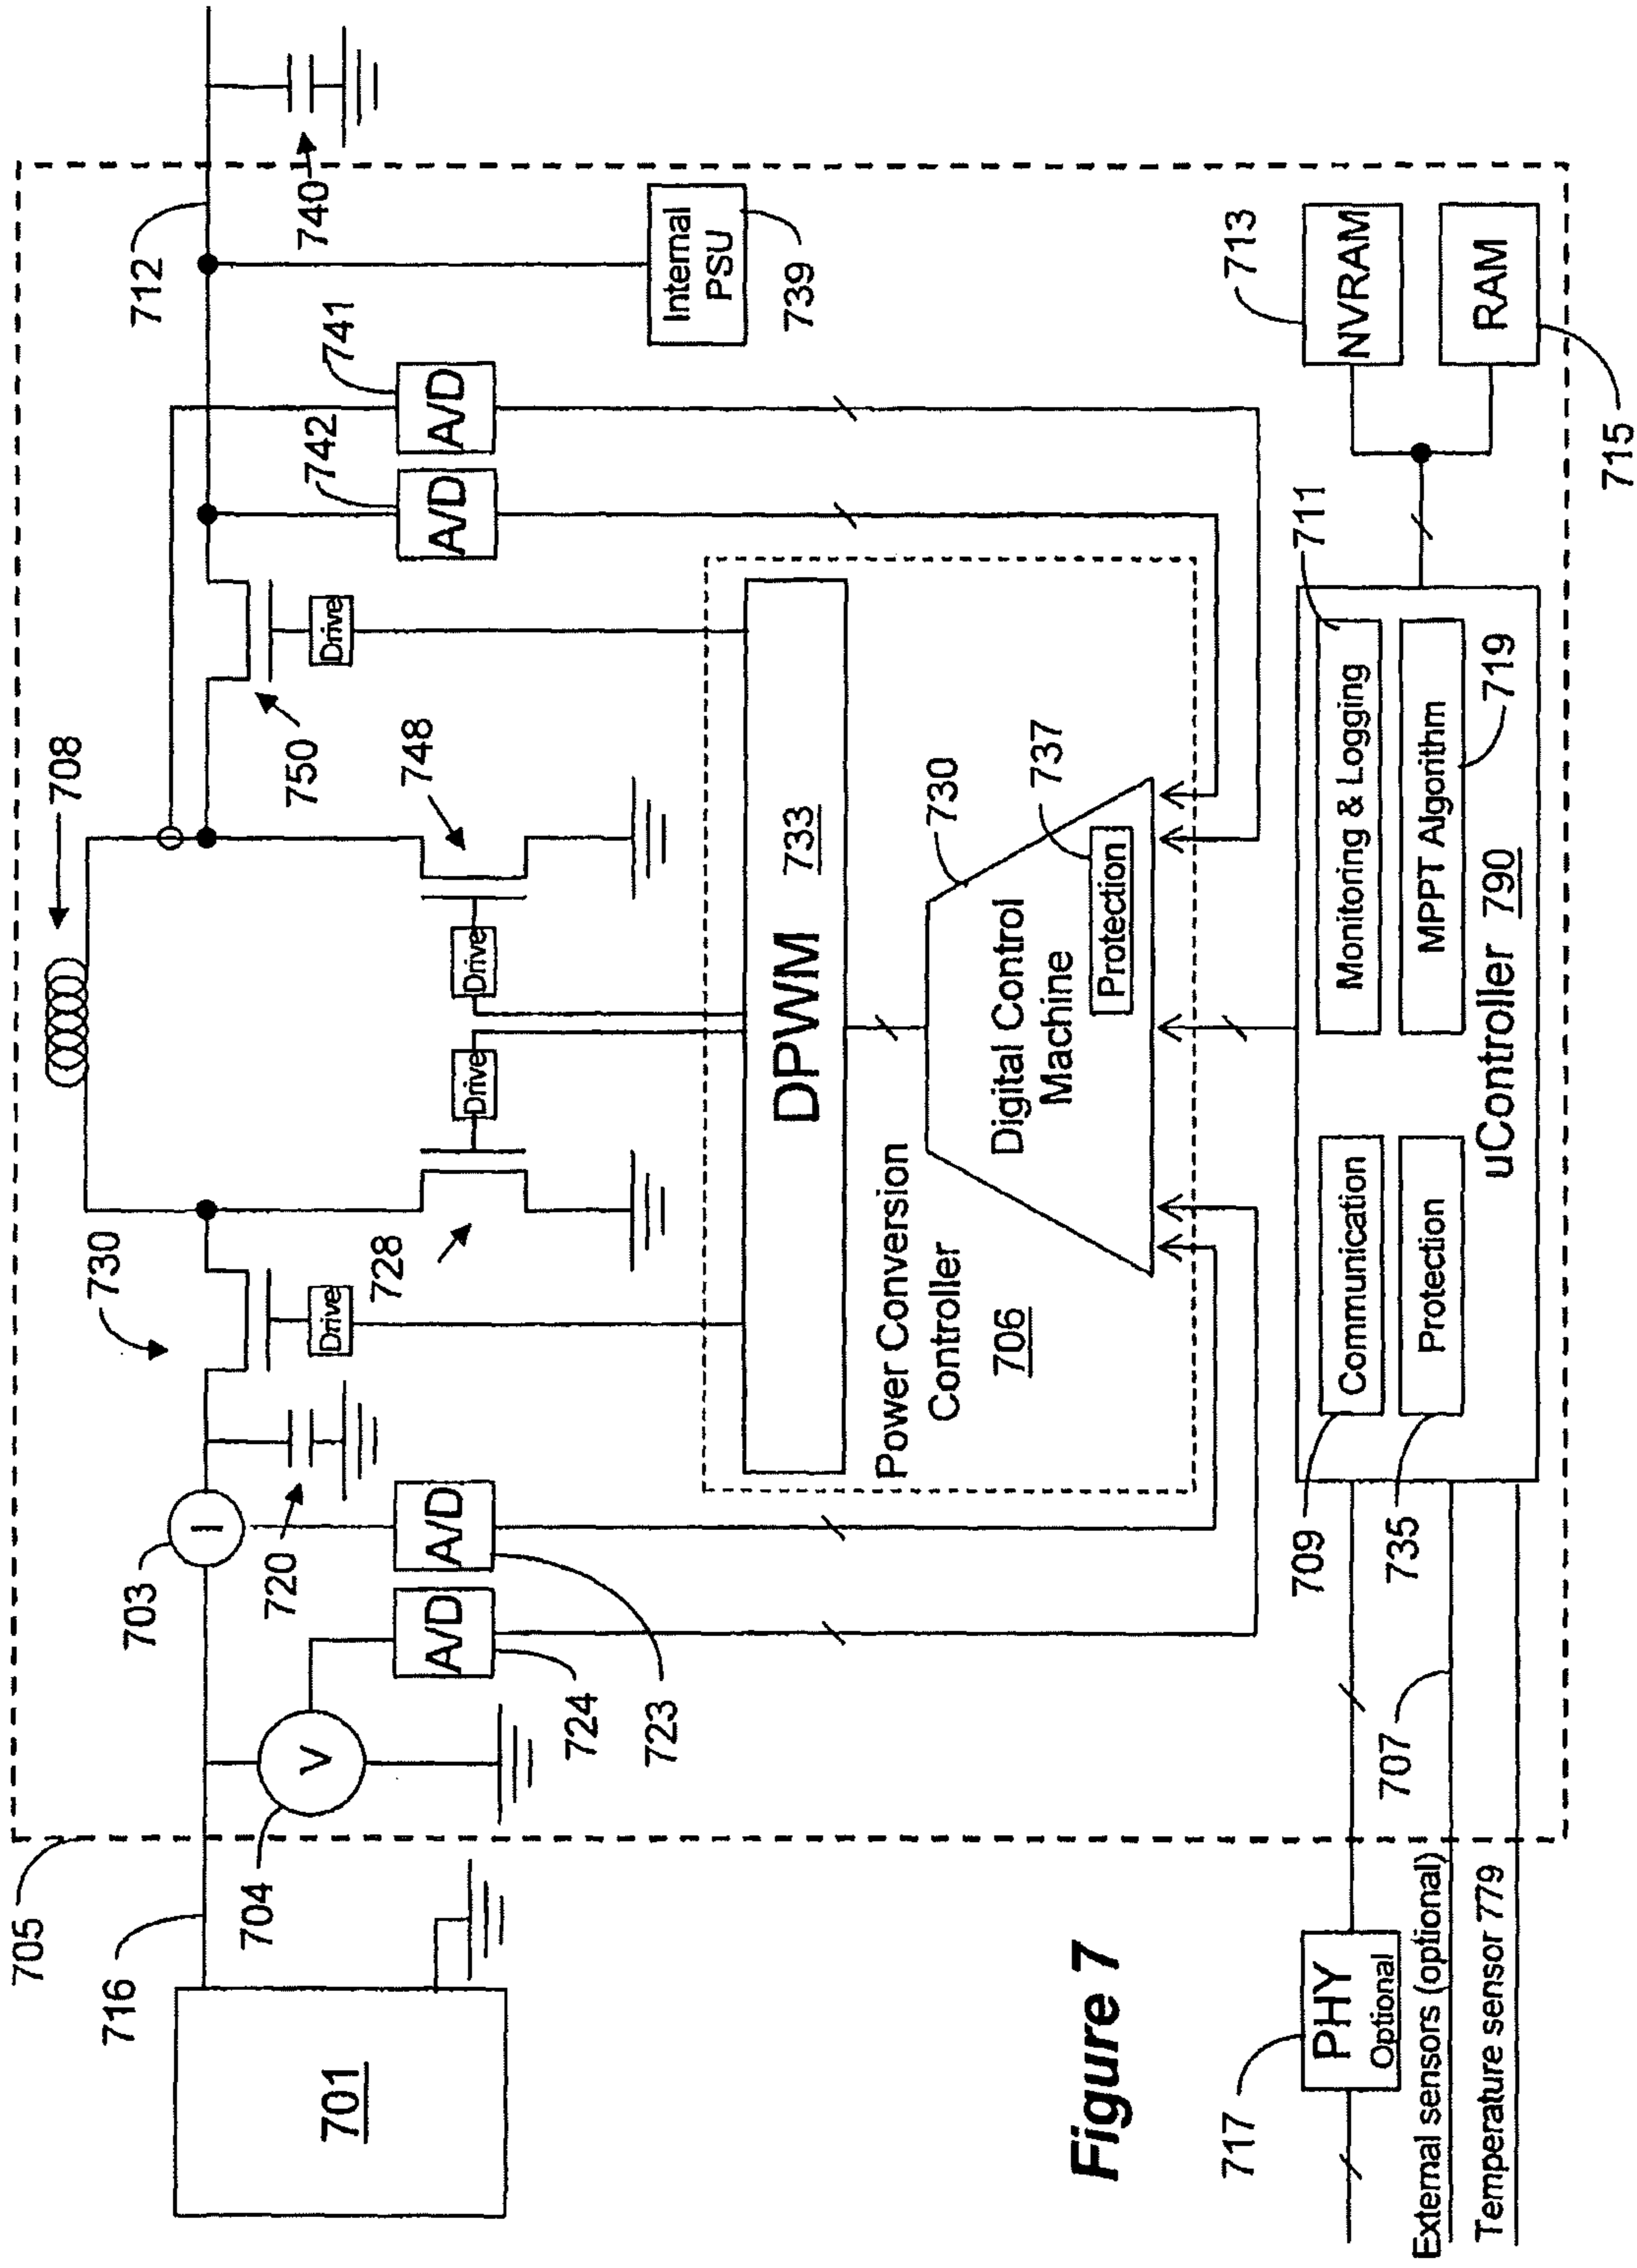 705
716
701
704
V
703
I
720
A/D
724
A/D
723
730
Drive
728
Drive
708
Drive
748
750
Drive
742
A/D
741
A/D
712
740
Internal
PSU
739
DPWM
733
Power Conversion
Controller
706
Digital Control
Machine
730
737
Protection
717
PHY
Optional
External sensors (optional)
Temperature sensor 779
707
709
Communication
735
Protection
711
Monitoring & Logging
MPPT Algorithm
719
uController 790
713
NVRAM
RAM
715
Figure 7